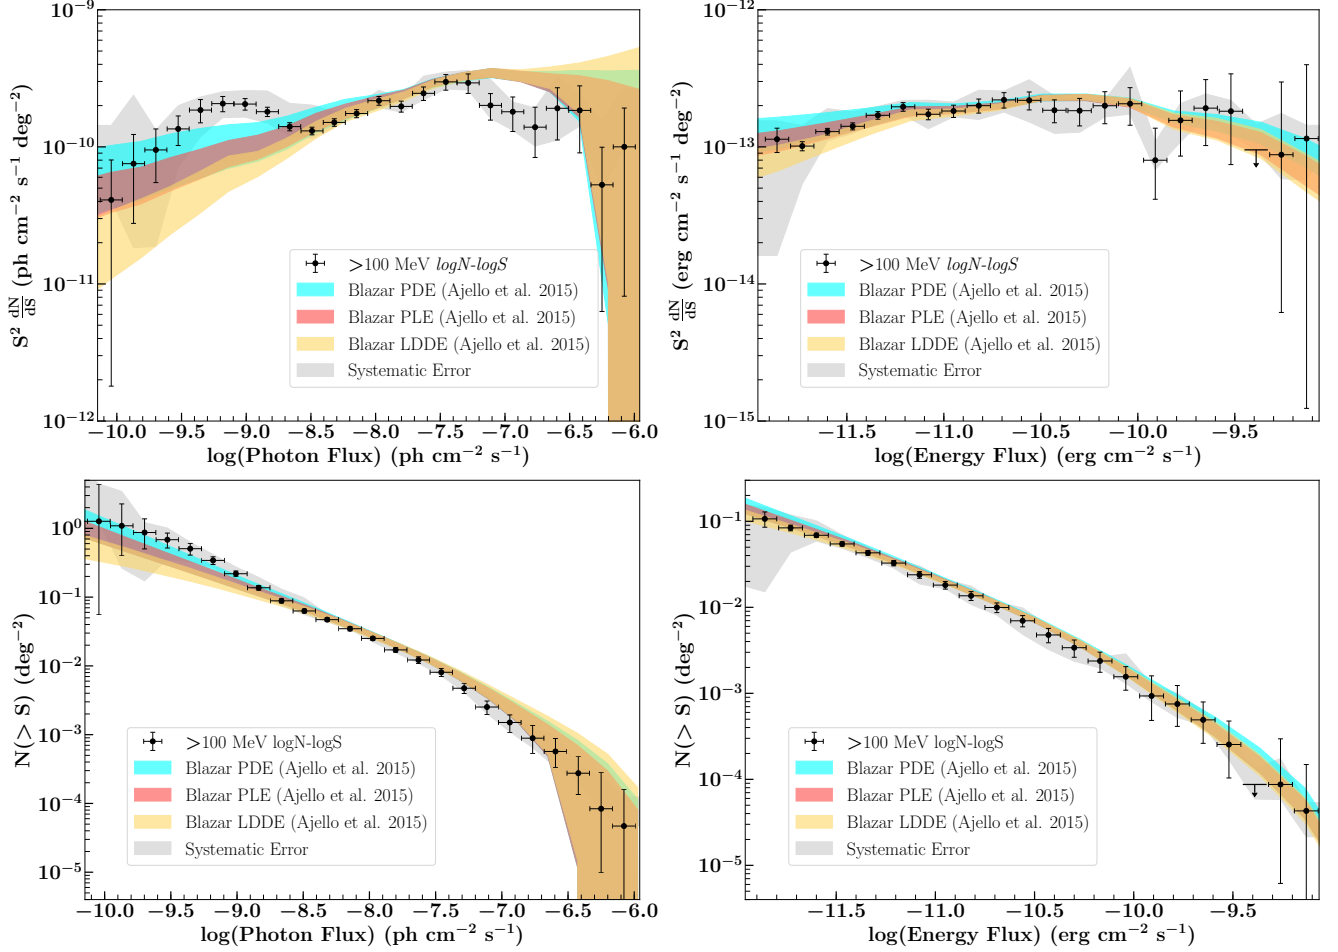 10⁻⁹
10⁻¹⁰
10⁻¹¹
10⁻¹²
S² dN/dS (ph cm⁻² s⁻¹ deg⁻²)
>100 MeV logN-logS
Blazar PDE (Ajello et al. 2015)
Blazar PLE (Ajello et al. 2015)
Blazar LDDE (Ajello et al. 2015)
Systematic Error
−10.0 −9.5 −9.0 −8.5 −8.0 −7.5 −7.0 −6.5 −6.0
log(Photon Flux) (ph cm⁻² s⁻¹)
10⁻¹²
10⁻¹³
10⁻¹⁴
10⁻¹⁵
S² dN/dS (erg cm⁻² s⁻¹ deg⁻²)
>100 MeV logN-logS
Blazar PDE (Ajello et al. 2015)
Blazar PLE (Ajello et al. 2015)
Blazar LDDE (Ajello et al. 2015)
Systematic Error
−11.5 −11.0 −10.5 −10.0 −9.5
log(Energy Flux) (erg cm⁻² s⁻¹)
10⁰
10⁻¹
10⁻²
10⁻³
10⁻⁴
10⁻⁵
N(> S) (deg⁻²)
>100 MeV logN-logS
Blazar PDE (Ajello et al. 2015)
Blazar PLE (Ajello et al. 2015)
Blazar LDDE (Ajello et al. 2015)
Systematic Error
−10.0 −9.5 −9.0 −8.5 −8.0 −7.5 −7.0 −6.5 −6.0
log(Photon Flux) (ph cm⁻² s⁻¹)
10⁻¹
10⁻²
10⁻³
10⁻⁴
10⁻⁵
N(> S) (deg⁻²)
>100 MeV logN-logS
Blazar PDE (Ajello et al. 2015)
Blazar PLE (Ajello et al. 2015)
Blazar LDDE (Ajello et al. 2015)
Systematic Error
−11.5 −11.0 −10.5 −10.0 −9.5
log(Energy Flux) (erg cm⁻² s⁻¹)